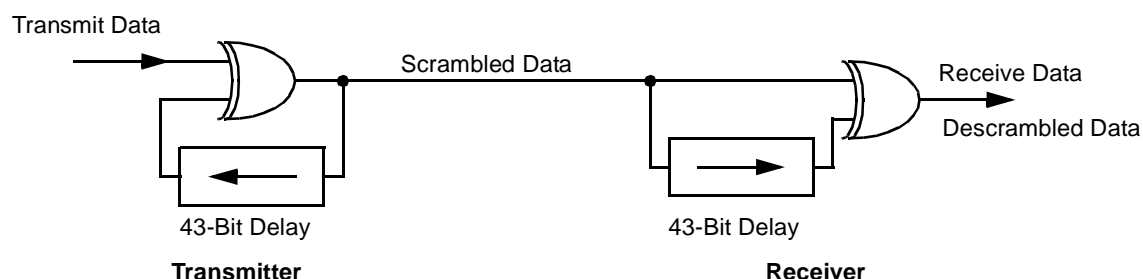 Transmit Data
Scrambled Data
Receive Data
Descrambled Data
43-Bit Delay
43-Bit Delay
Transmitter
Receiver